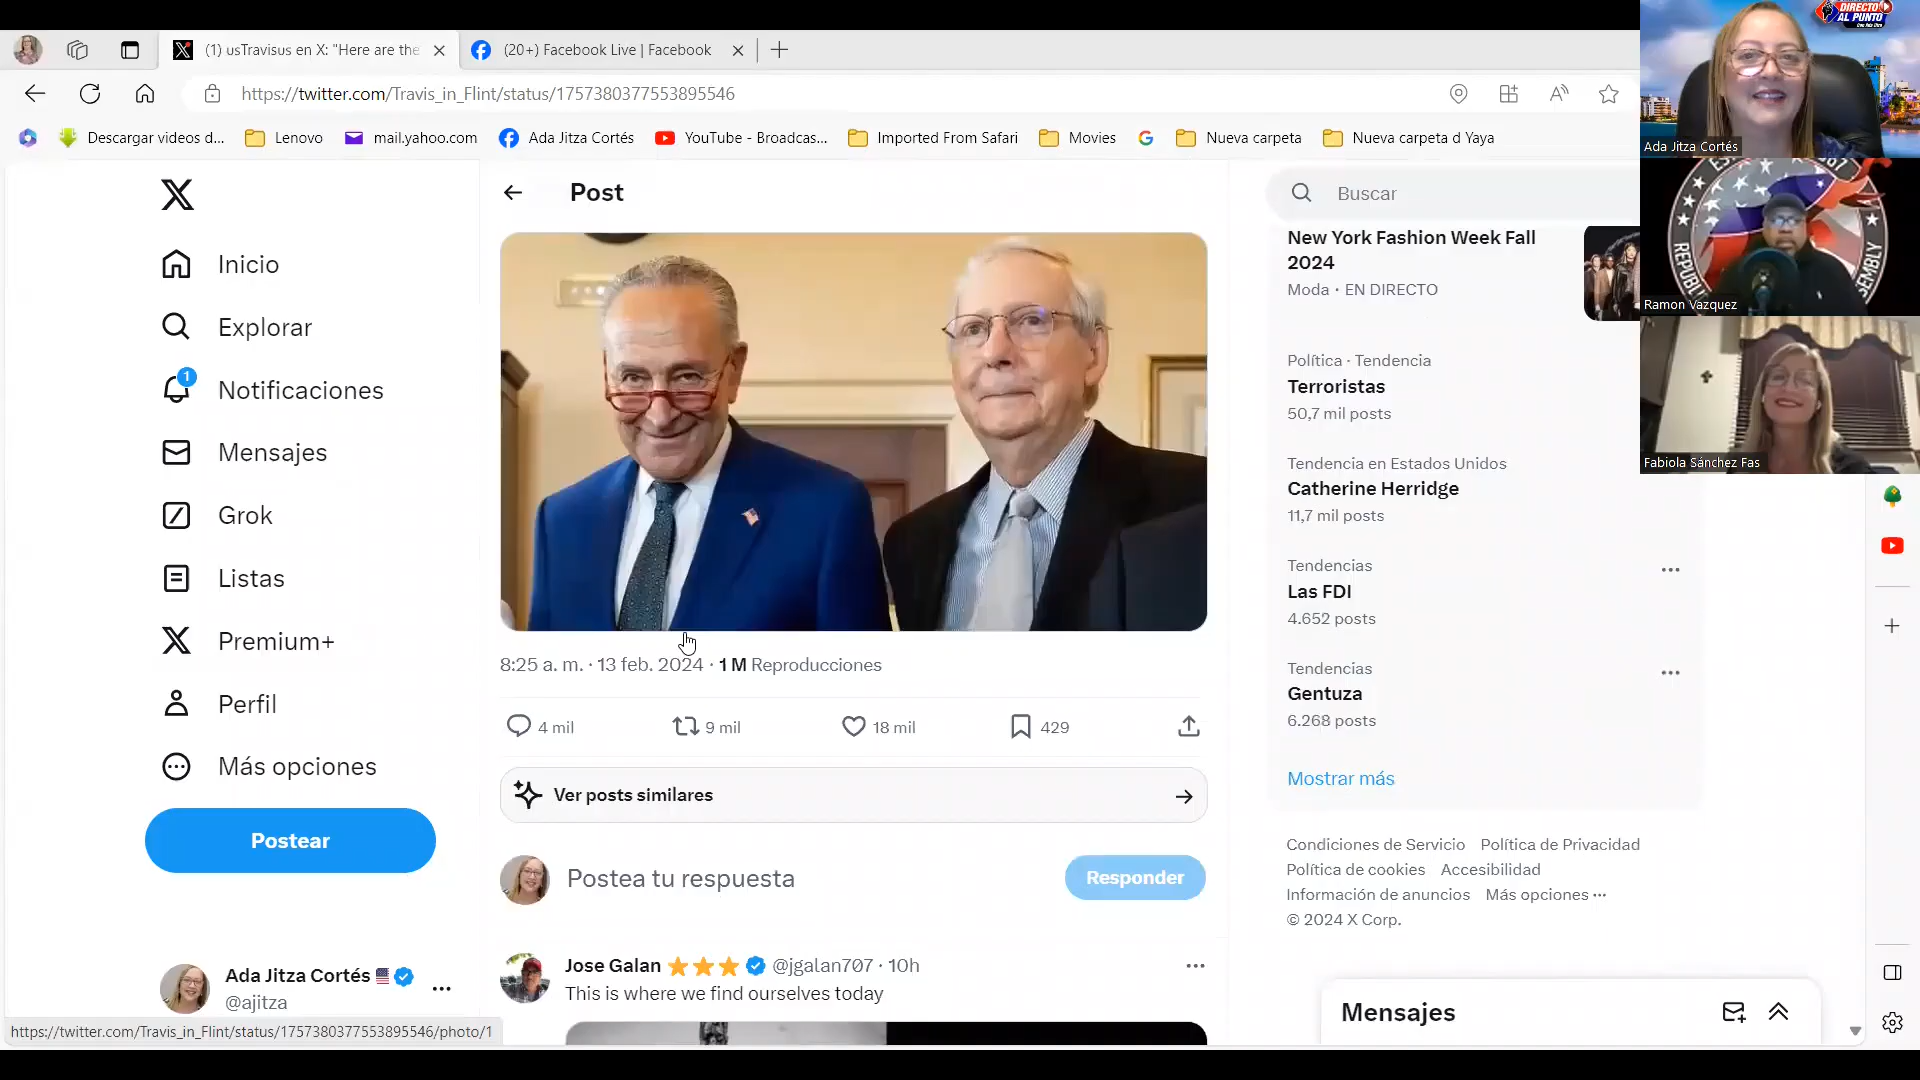 (1) usTravisus en X: "Here are the
(20+) Facebook Live | Facebook
https://twitter.com/Travis_in_Flint/status/1757380377553895546
Descargar videos d...
Lenovo
mail.yahoo.com
Ada Jitza Cortés
YouTube - Broadcas...
Imported From Safari
Movies
Nueva carpeta
Nueva carpeta d Yaya
Inicio
Explorar
1
Notificaciones
Mensajes
Grok
Listas
Premium+
Perfil
Más opciones
Postear
Ada Jitza Cortés
@ajitza
https://twitter.com/Travis_in_Flint/status/1757380377553895546/photo/1
Post
8:25 a. m. · 13 feb. 2024 · 1 M Reproducciones
4 mil
9 mil
18 mil
429
Ver posts similares
Postea tu respuesta
Responder
Jose Galan @jgalan707 · 10h
This is where we find ourselves today
Buscar
New York Fashion Week Fall
2024
Moda · EN DIRECTO
Política · Tendencia
Terroristas
50,7 mil posts
Tendencia en Estados Unidos
Catherine Herridge
11,7 mil posts
Tendencias
Las FDI
4.652 posts
Tendencias
Gentuza
6.268 posts
Mostrar más
Condiciones de Servicio Política de Privacidad
Política de cookies Accesibilidad
Información de anuncios Más opciones ···
© 2024 X Corp.
Mensajes
DIRECTO
AL PUNTO
Ada Jitza Cortés
REPUBL
SEMBLY
Ramon Vazquez
Fabiola Sánchez Fas